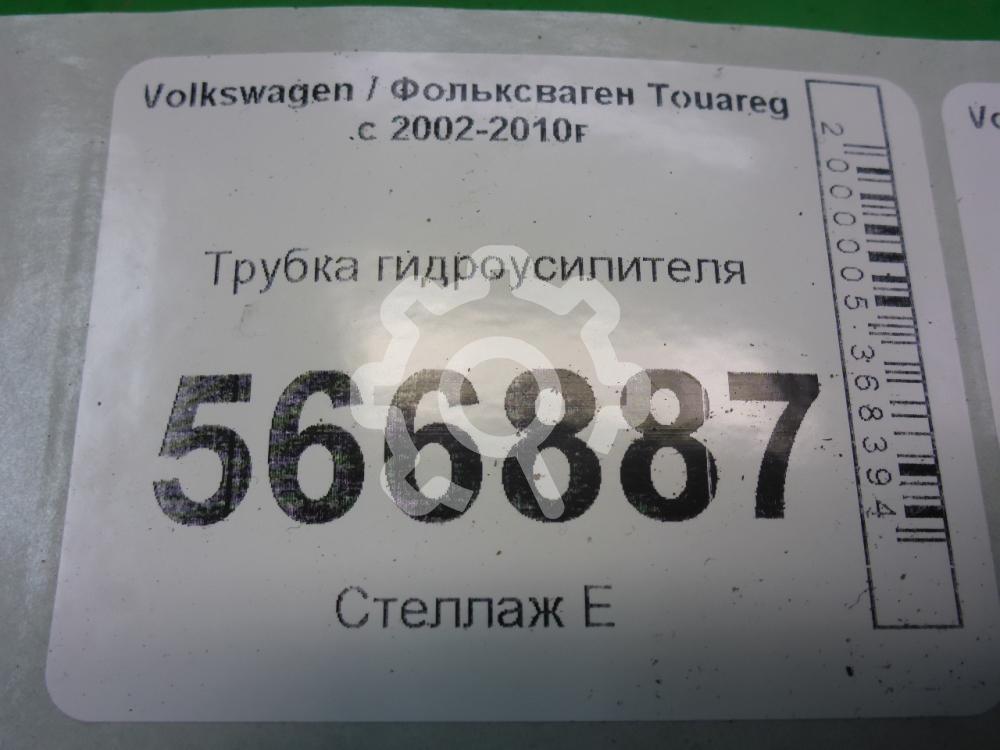 Volkswagen / Фольксваген Touareg
с 2002-2010г
Трубка гидроусилителя
566887
Стеллаж Е
2000005368394
Vo